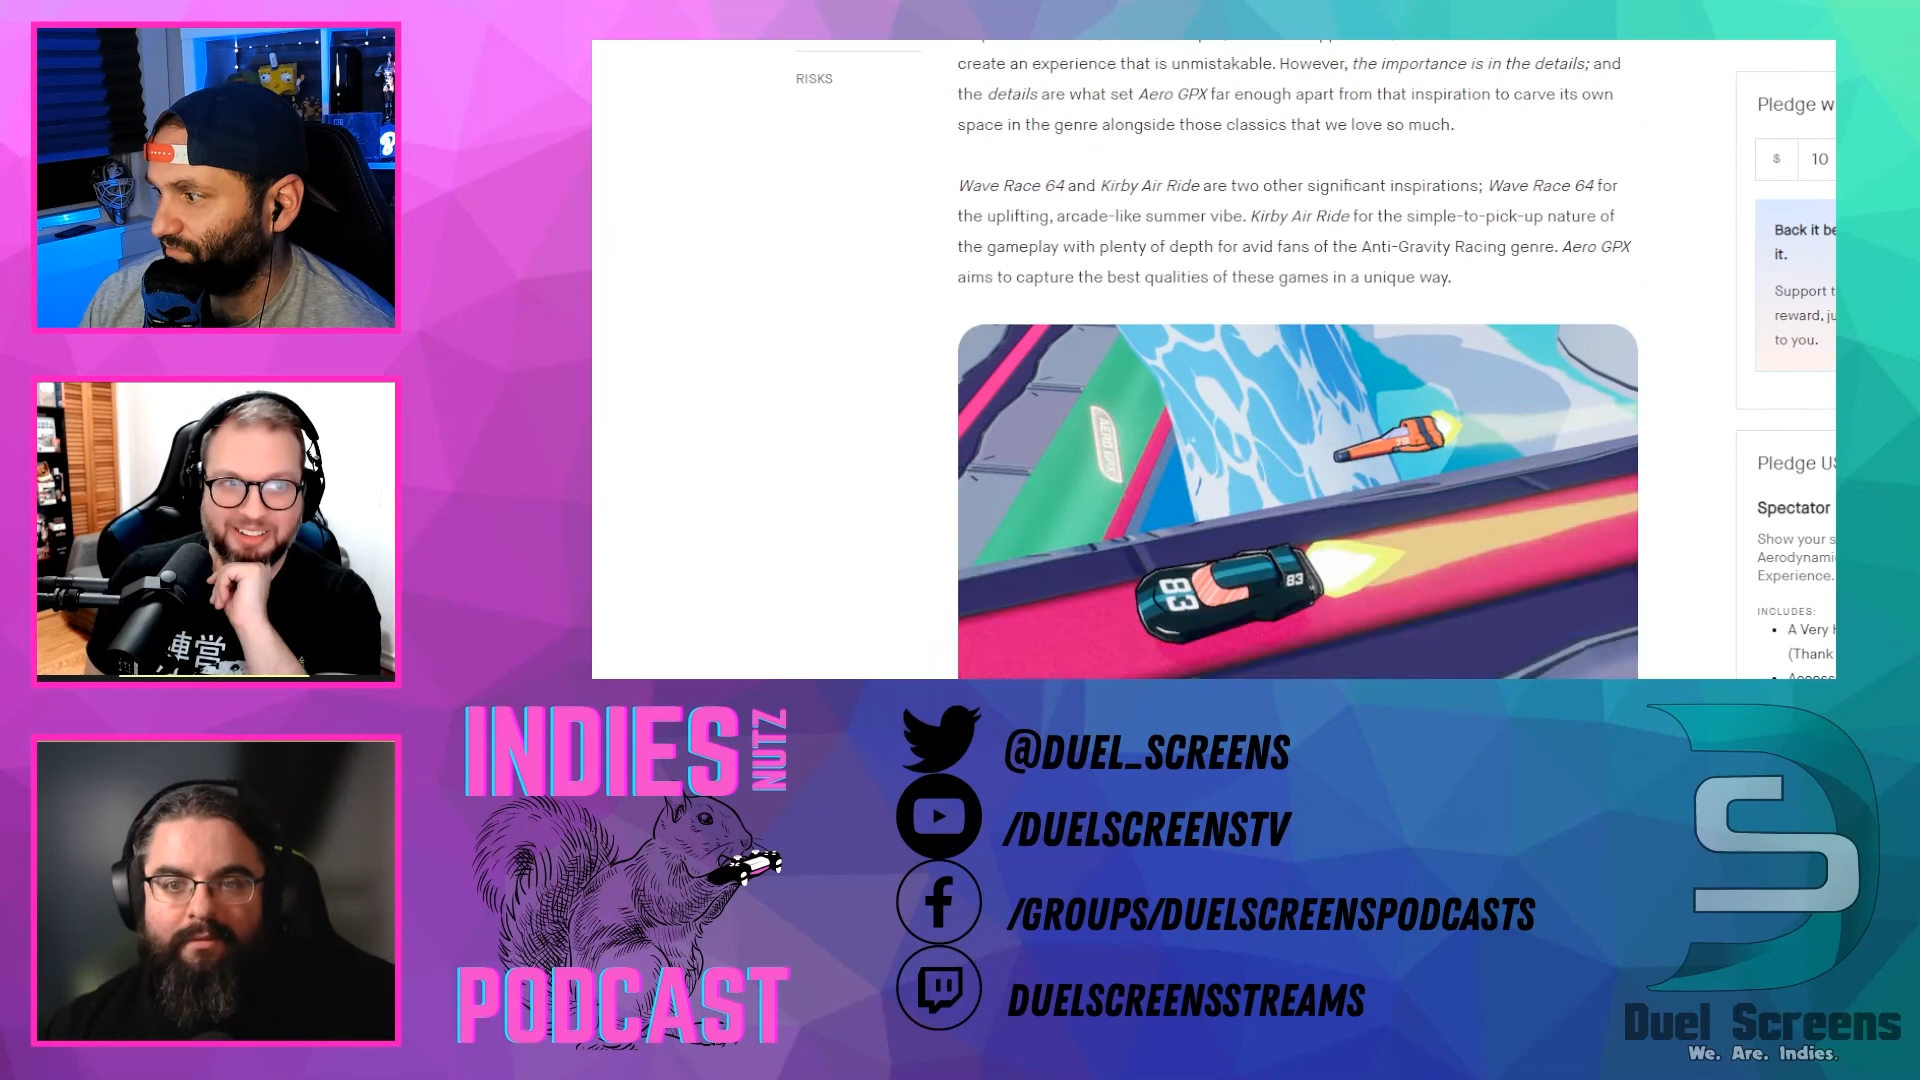 RISKS
create an experience that is unmistakable. However, the importance is in the details; and
the details are what set Aero GPX far enough apart from that inspiration to carve its own
space in the genre alongside those classics that we love so much.
Wave Race 64 and Kirby Air Ride are two other significant inspirations; Wave Race 64 for
the uplifting, arcade-like summer vibe. Kirby Air Ride for the simple-to-pick-up nature of
the gameplay with plenty of depth for avid fans of the Anti-Gravity Racing genre. Aero GPX
aims to capture the best qualities of these games in a unique way.
AERO GPX
79
83
83
Pledge w
$ 10
Back it be
it.
Support t
reward, ju
to you.
Pledge US
Spectator
Show your s
Aerodynami
Experience.
INCLUDES:
• A Very
(Thank
陣営
INDIES
NUTZ
PODCAST
@DUEL_SCREENS
/DUELSCREENSTV
/GROUPS/DUELSCREENSPODCASTS
DUELSCREENSSTREAMS
DS
Duel Screens
We. Are. Indies.